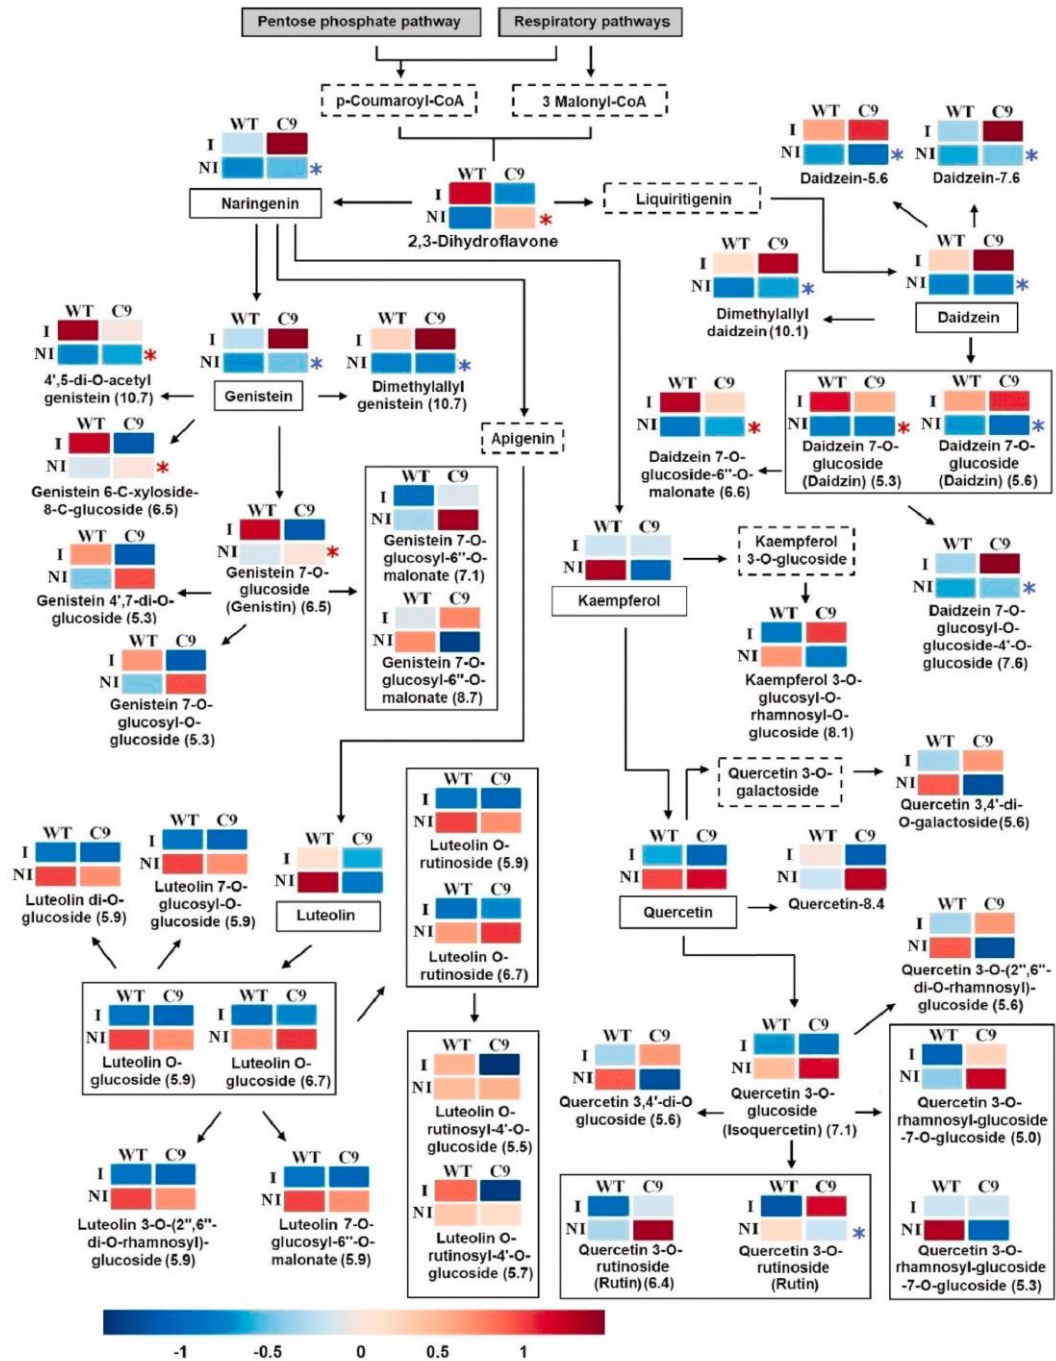 Pentose phosphate pathway
Respiratory pathways
p-Coumaroyl-CoA
3 Malonyl-CoA
WT C9
I
NI *
Naringenin
WT C9
I
NI *
2,3-Dihydroflavone
Liquiritigenin
WT C9
I
NI *
Daidzein-5.6
WT C9
I
NI *
Daidzein-7.6
WT C9
I
NI *
Dimethylallyl
daidzein (10.1)
WT C9
I
NI *
Daidzein
WT C9
I
NI *
4',5-di-O-acetyl
genistein (10.7)
WT C9
I
NI *
Genistein
WT C9
I
NI *
Dimethylallyl
genistein (10.7)
Apigenin
WT C9
I
NI *
Daidzein 7-O-
glucoside-6"-O-
malonate (6.6)
WT C9
I
NI *
Daidzein 7-O-
glucoside
(Daidzin) (5.3)
WT C9
I
NI *
Daidzein 7-O-
glucoside
(Daidzin) (5.6)
WT C9
I
NI *
Genistein 6-C-xyloside-
8-C-glucoside (6.5)
WT C9
I
NI *
Genistein 7-O-
glucoside
(Genistin) (6.5)
WT C9
I
NI
Genistein 7-O-
glucosyl-6"-O-
malonate (7.1)
WT C9
I
NI
Genistein 7-O-
glucosyl-6"-O-
malonate (8.7)
WT C9
I
NI
Genistein 4',7-di-O-
glucoside (5.3)
WT C9
I
NI
Genistein 7-O-
glucosyl-O-
glucoside (5.3)
WT C9
I
NI
Kaempferol
Kaempferol
3-O-glucoside
WT C9
I
NI
Kaempferol 3-O-
glucosyl-O-
rhamnosyl-O-
glucoside (8.1)
WT C9
I
NI *
Daidzein 7-O-
glucosyl-O-
glucoside-4'-O-
glucoside (7.6)
Quercetin 3-O-
galactoside
WT C9
I
NI
Quercetin 3,4'-di-
O-galactoside(5.6)
WT C9
I
NI
Luteolin di-O-
glucoside (5.9)
WT C9
I
NI
Luteolin 7-O-
glucosyl-O-
glucoside (5.9)
WT C9
I
NI
Luteolin
WT C9
I
NI
Luteolin O-
rutinoside (5.9)
WT C9
I
NI
Luteolin O-
rutinoside (6.7)
WT C9
I
NI
Quercetin
WT C9
I
NI
Quercetin-8.4
WT C9
I
NI
Quercetin 3-O-(2",6"-
di-O-rhamnosyl)-
glucoside (5.6)
WT C9
I
NI
Luteolin O-
glucoside (5.9)
WT C9
I
NI
Luteolin O-
glucoside (6.7)
WT C9
I
NI
Luteolin O-
rutinosyl-4'-O-
glucoside (5.5)
WT C9
I
NI
Luteolin O-
rutinosyl-4'-O-
glucoside (5.7)
WT C9
I
NI
Quercetin 3,4'-di-O
glucoside (5.6)
WT C9
I
NI
Quercetin 3-O-
glucoside
(Isoquercetin) (7.1)
WT C9
I
NI
Quercetin 3-O-
rhamnosyl-glucoside
-7-O-glucoside (5.0)
WT C9
I
NI
Luteolin 3-O-(2",6"-
di-O-rhamnosyl)-
glucoside (5.9)
WT C9
I
NI
Luteolin 7-O-
glucosyl-6"-O-
malonate (5.9)
WT C9
I
NI
Quercetin 3-O-
rutinoside
(Rutin) (6.4)
WT C9
I
NI *
Quercetin 3-O-
rutinoside
(Rutin)
WT C9
I
NI
Quercetin 3-O-
rhamnosyl-glucoside
-7-O-glucoside (5.3)
-1 -0.5 0 0.5 1